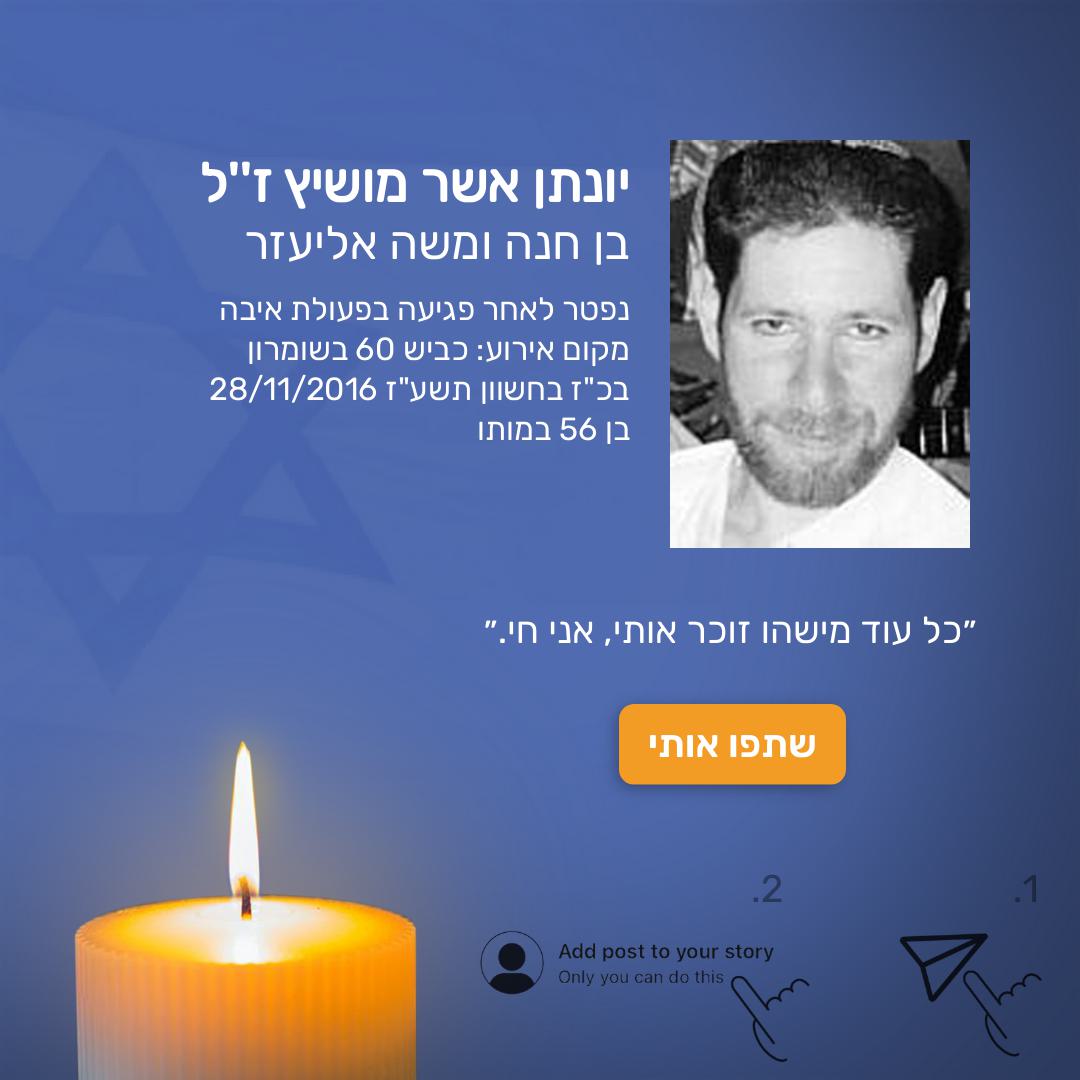 יונתן אשר מושיץ ז"ל
בן חנה ומשה אליעזר
נפטר לאחר פגיעה בפעולת איבה
מקום אירוע: כביש 60 בשומרון
בכ"ז בחשוון תשע"ז 28/11/2016
בן 56 במותו
״כל עוד מישהו זוכר אותי, אני חי.״
שתפו אותי
1.
2.
Add post to your story
Only you can do this